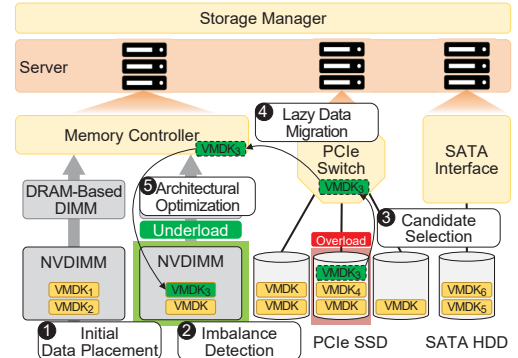 Storage Manager
Server
4 Lazy Data
Migration
Memory Controller
VMDK3
PCIe
Switch
VMDK3
SATA
Interface
DRAM-Based
DIMM
5 Architectural
Optimization
3 Candidate
Selection
Underload
Overload
NVDIMM
VMDK1
VMDK2
NVDIMM
VMDK3
VMDK
VMDK
VMDK
VMDK3
VMDK4
VMDK
VMDK
VMDK6
VMDK5
1 Initial
Data Placement
2 Imbalance
Detection
PCIe SSD
SATA HDD